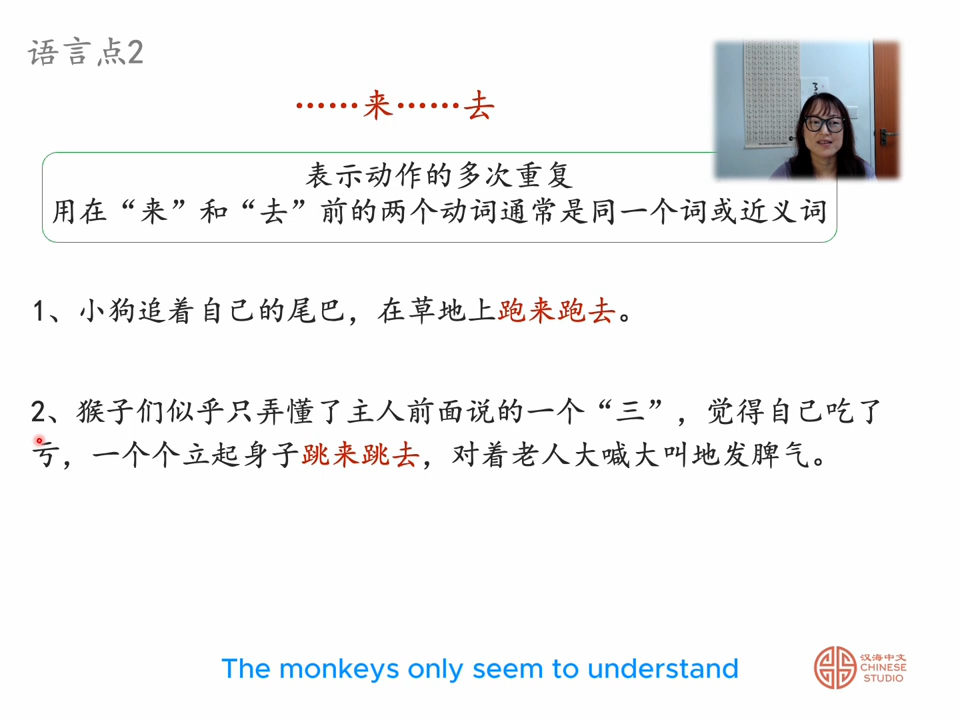 语言点2
……来……去
表示动作的多次重复
用在“来”和“去”前的两个动词通常是同一个词或近义词
1、小狗追着自己的尾巴，在草地上跑来跑去。
2、猴子们似乎只弄懂了主人前面说的一个“三”，觉得自己吃了
亏，一个个立起身子跳来跳去，对着老人大喊大叫地发脾气。
The monkeys only seem to understand
汉海中文
CHINESE
STUDIO